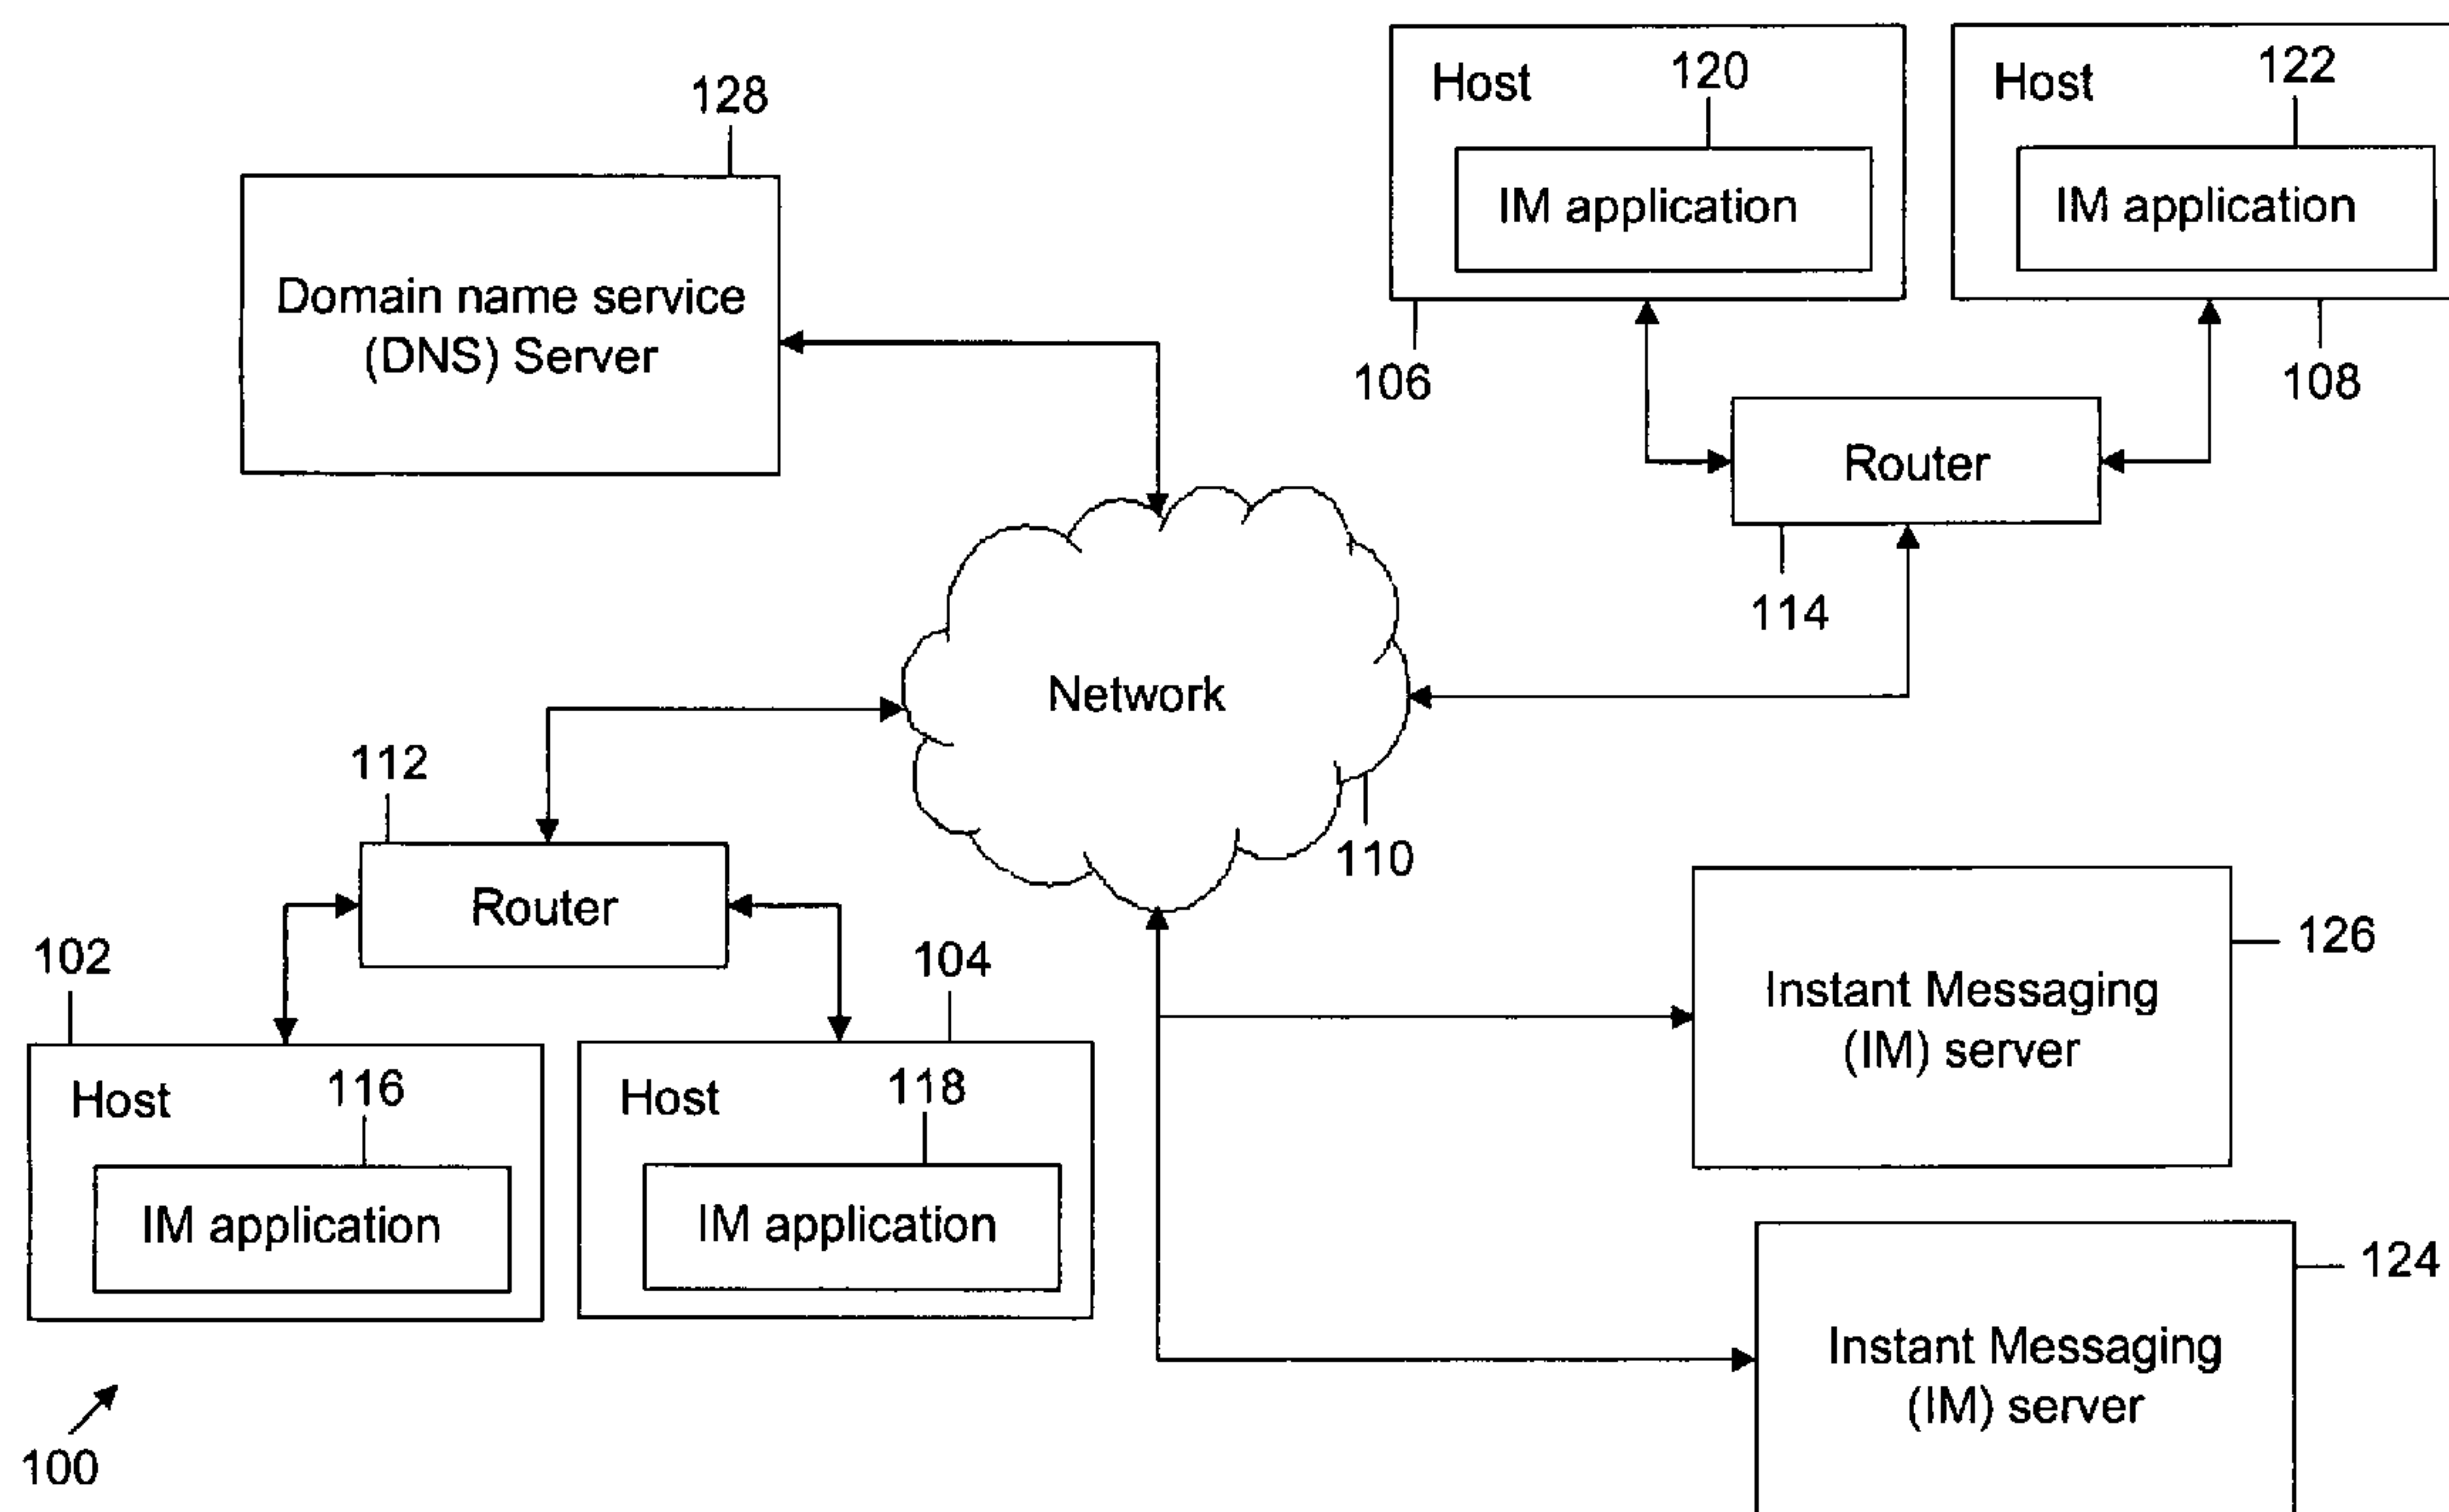 128
Domain name service
(DNS) Server
Host
120
IM application
106
Host
122
IM application
108
Router
114
Network
110
112
Router
102
Host
116
IM application
104
Host
118
IM application
126
Instant Messaging
(IM) server
124
Instant Messaging
(IM) server
100